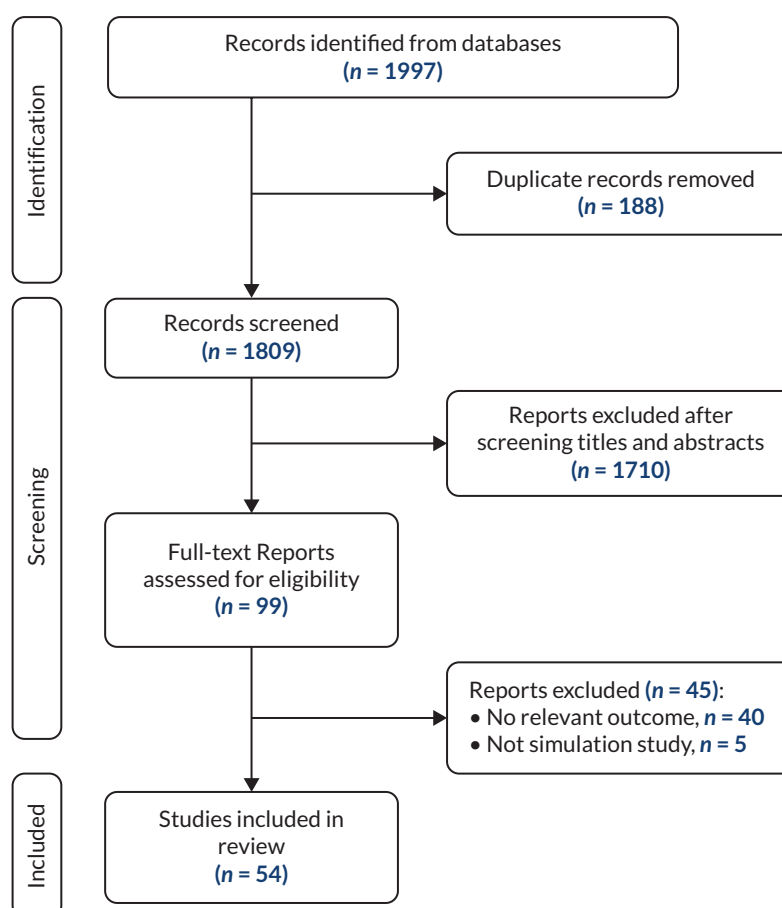 Identification
Records identified from databases
(n = 1997)
Duplicate records removed
(n = 188)
Screening
Records screened
(n = 1809)
Reports excluded after
screening titles and abstracts
(n = 1710)
Full-text Reports
assessed for eligibility
(n = 99)
Reports excluded (n = 45):
• No relevant outcome, n = 40
• Not simulation study, n = 5
Included
Studies included in
review
(n = 54)